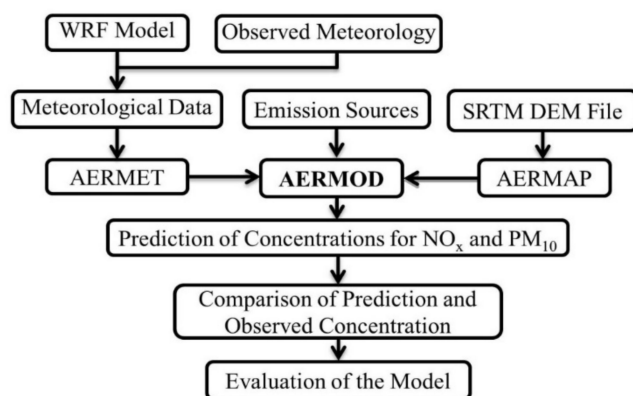 WRF Model
Observed Meteorology
Meteorological Data
Emission Sources
SRTM DEM File
AERMET
AERMOD
AERMAP
Prediction of Concentrations for NOₓ and PM₁₀
Comparison of Prediction and
Observed Concentration
Evaluation of the Model